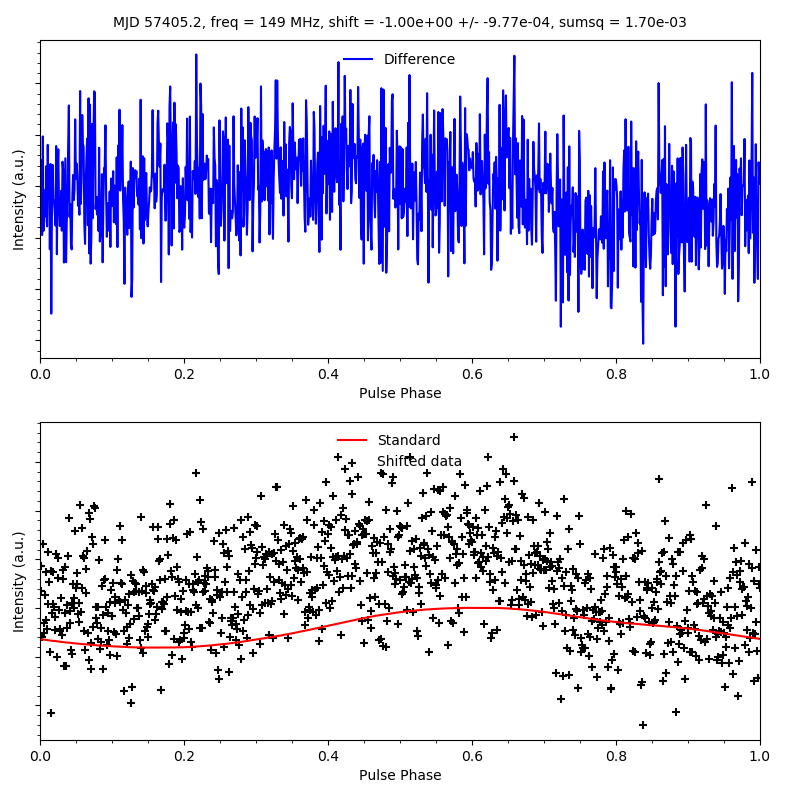 MJD 57405.2, freq = 149 MHz, shift = -1.00e+00 +/- -9.77e-04, sumsq = 1.70e-03
Difference
Intensity (a.u.)
0.0 0.2 0.4 0.6 0.8 1.0
Pulse Phase
Standard
Shifted data
Intensity (a.u.)
0.0 0.2 0.4 0.6 0.8 1.0
Pulse Phase